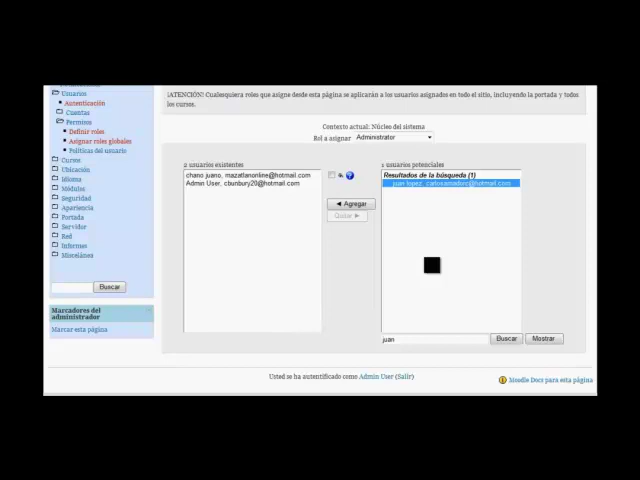 Usuarios
Autenticación
Cuentas
Permisos
Definir roles
Asignar roles globales
Políticas del usuario
Cursos
Ubicación
Idioma
Módulos
Seguridad
Apariencia
Portada
Servidor
Red
Informes
Miscelánea
Buscar
Marcadores del
administrador
Marcar esta página
¡ATENCION! Cualesquiera roles que asigne desde esta página se aplicarán a los usuarios asignados en todo el sitio, incluyendo la portada y todos
los cursos.
Contexto actual: Núcleo del sistema
Rol a asignar Administrator
2 usuarios existentes
chano juano, mazatlanonline@hotmail.com
Admin User, cbunbury20@hotmail.com
◄ Agregar
Quitar ►
1 usuarios potenciales
Resultados de la búsqueda (1)
juan lopez, carlosamadorc@hotmail.com
juan
Buscar
Mostrar
Usted se ha autentificado como Admin User (Salir)
Moodle Docs para esta página